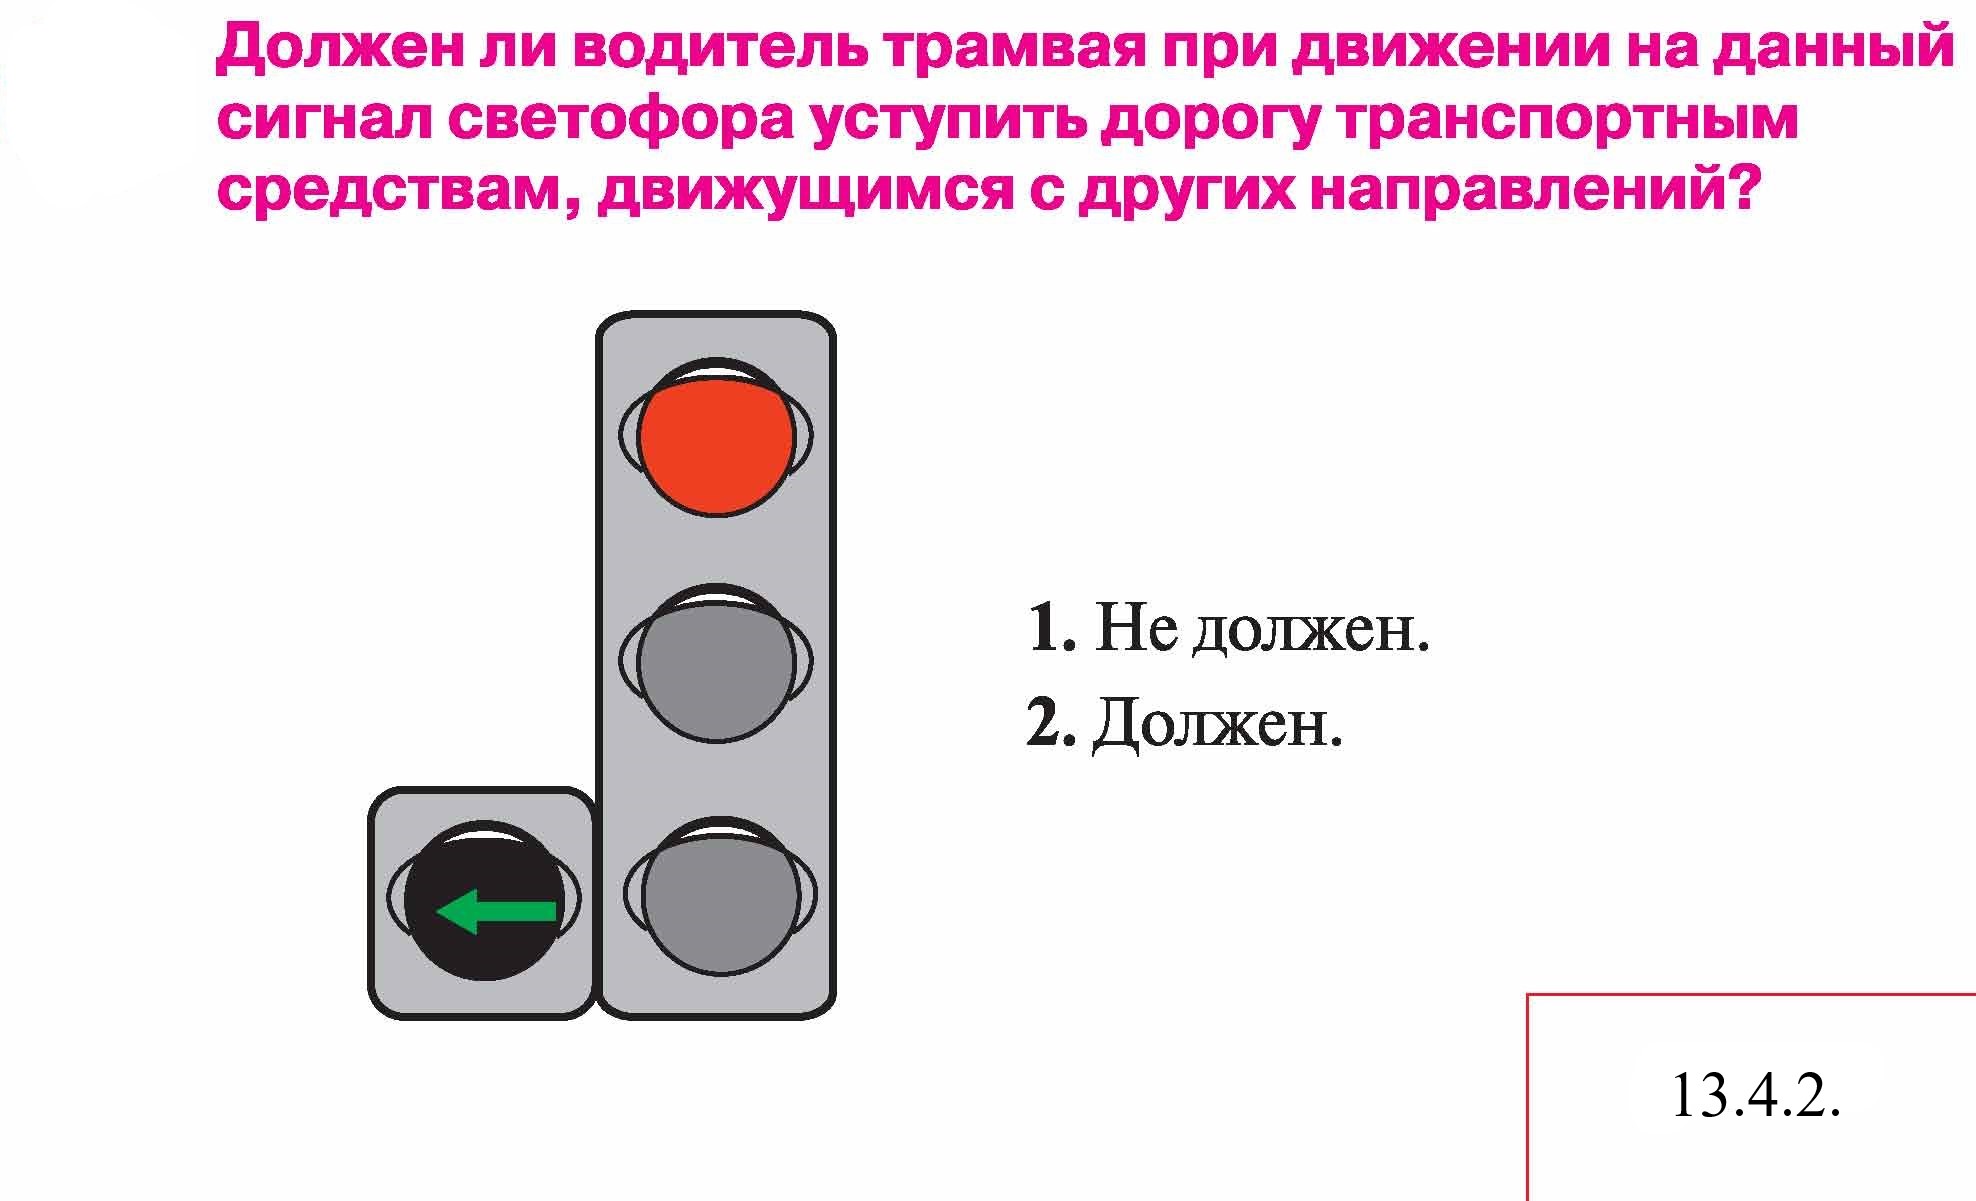 Должен ли водитель трамвая при движении на данный
сигнал светофора уступить дорогу транспортным
средствам, движущимся с других направлений?
1. Не должен.
2. Должен.
13.4.2.